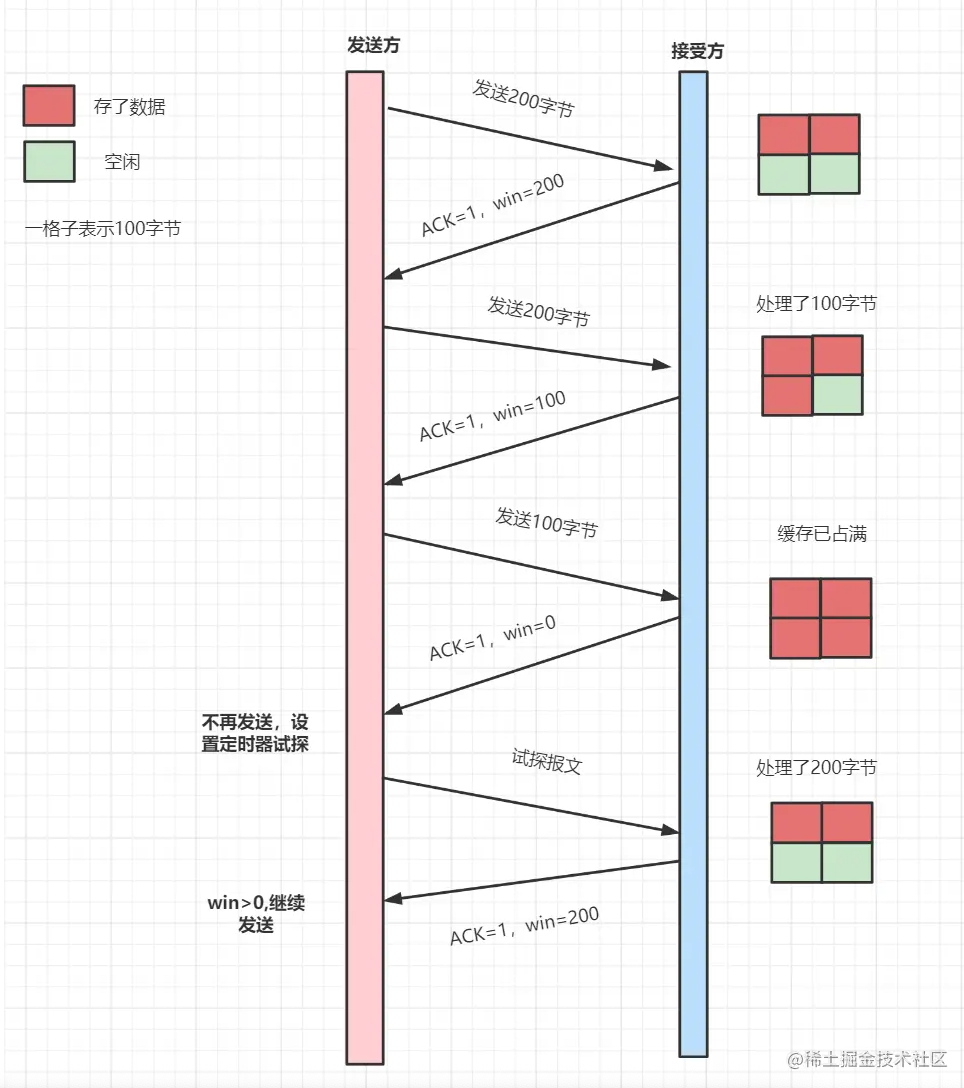 发送方
接受方
存了数据
空闲
一格子表示100字节
发送200字节
ACK=1，win=200
发送200字节
处理了100字节
ACK=1，win=100
发送100字节
缓存已占满
ACK=1，win=0
不再发送，设
置定时器试探
试探报文
处理了200字节
win>0,继续
发送
ACK=1，win=200
@稀土掘金技术社区